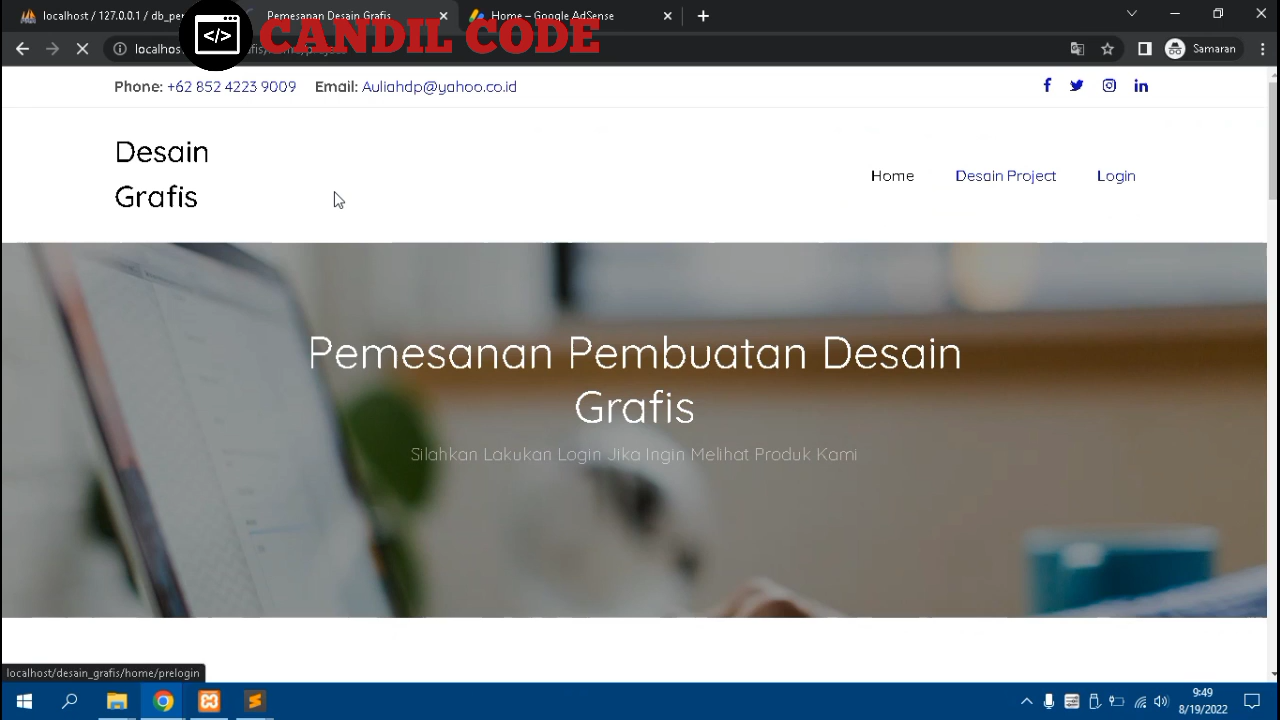 localhost / 127.0.0.1 / db_pe
Pemesanan Desain Grafis
Home – Google AdSense
</>
CANDIL CODE
Samaran
Phone: +62 852 4223 9009 Email: Auliahdp@yahoo.co.id
Desain
Grafis
Home Desain Project Login
Pemesanan Pembuatan Desain
Grafis
Silahkan Lakukan Login Jika Ingin Melihat Produk Kami
localhost/desain_grafis/home/prelogin
9:49
8/19/2022